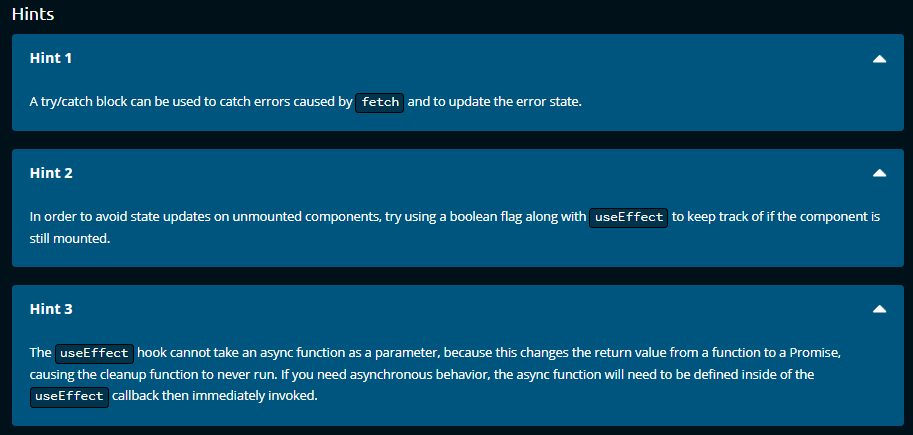 Hints
Hint 1
A try/catch block can be used to catch errors caused by fetch and to update the error state.
Hint 2
In order to avoid state updates on unmounted components, try using a boolean flag along with useEffect to keep track of if the component is
still mounted.
Hint 3
The useEffect hook cannot take an async function as a parameter, because this changes the return value from a function to a Promise,
causing the cleanup function to never run. If you need asynchronous behavior, the async function will need to be defined inside of the
useEffect callback then immediately invoked.